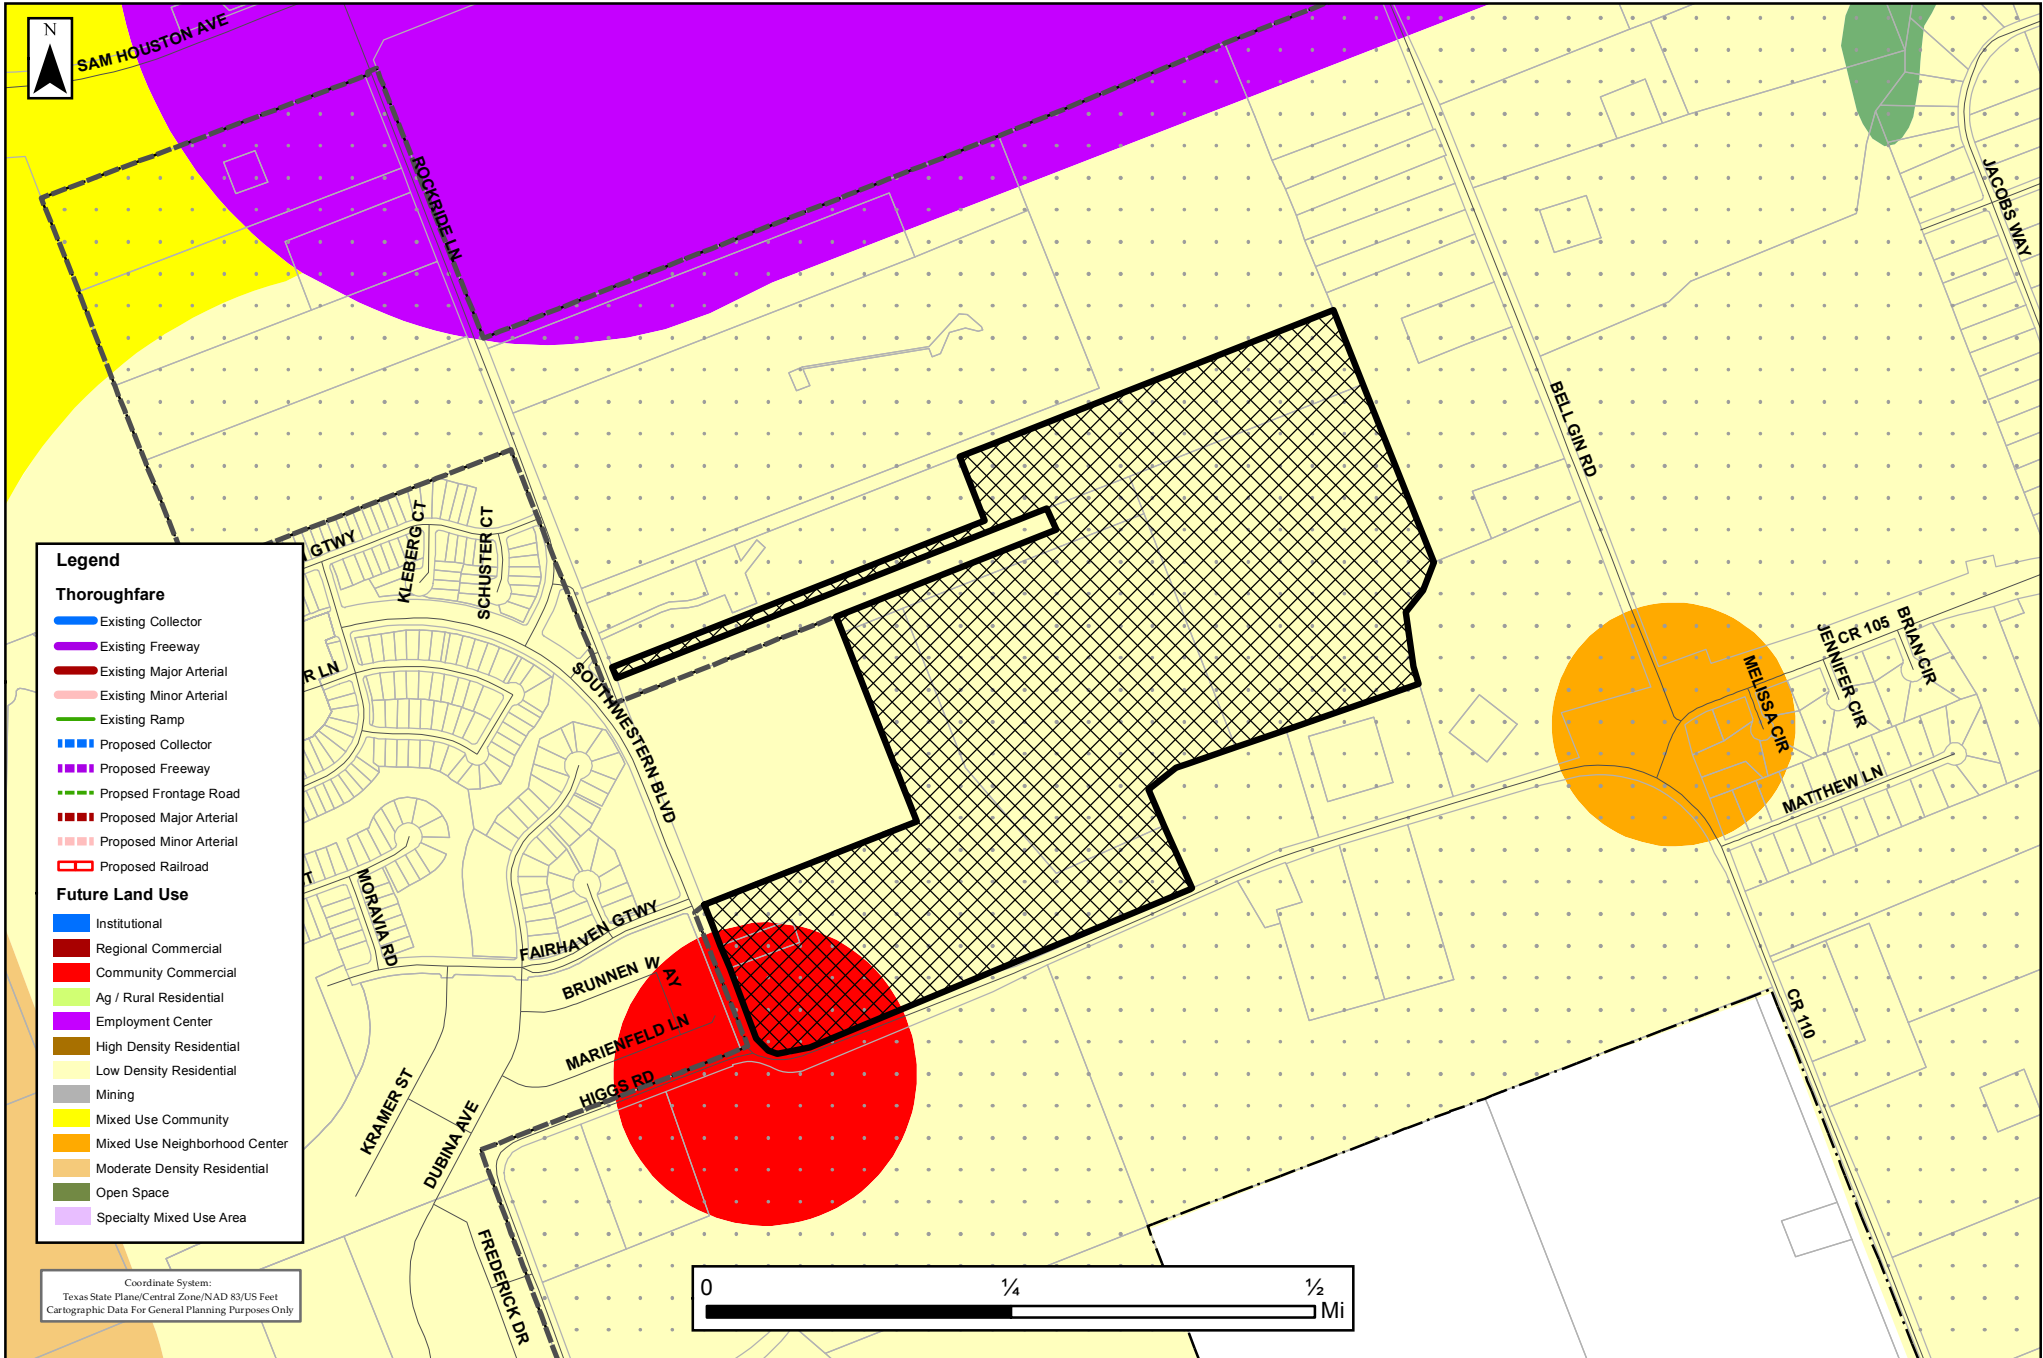 N
SAM HOUSTON AVE
ROCKRIDE LN
JACOBS WAY
BELL GIN RD
GTWY
KLEBERG CT
SCHUSTER CT
R LN
SOUTHWESTERN BLVD
CR 105
BRIAN CIR
JENNIFER CIR
MELISSA CIR
MATTHEW LN
MORAVIA RD
T
FAIRHAVEN GTWY
BRUNNEN WAY
MARIENFELD LN
HIGGS RD
KRAMER ST
DUBINA AVE
FREDERICK DR
CR 110
Legend
Thoroughfare
Existing Collector
Existing Freeway
Existing Major Arterial
Existing Minor Arterial
Existing Ramp
Proposed Collector
Proposed Freeway
Propsed Frontage Road
Proposed Major Arterial
Proposed Minor Arterial
Proposed Railroad
Future Land Use
Institutional
Regional Commercial
Community Commercial
Ag / Rural Residential
Employment Center
High Density Residential
Low Density Residential
Mining
Mixed Use Community
Mixed Use Neighborhood Center
Moderate Density Residential
Open Space
Specialty Mixed Use Area
Coordinate System:
Texas State Plane/Central Zone/NAD 83/US Feet
Cartographic Data For General Planning Purposes Only
0 ¼ ½
Mi